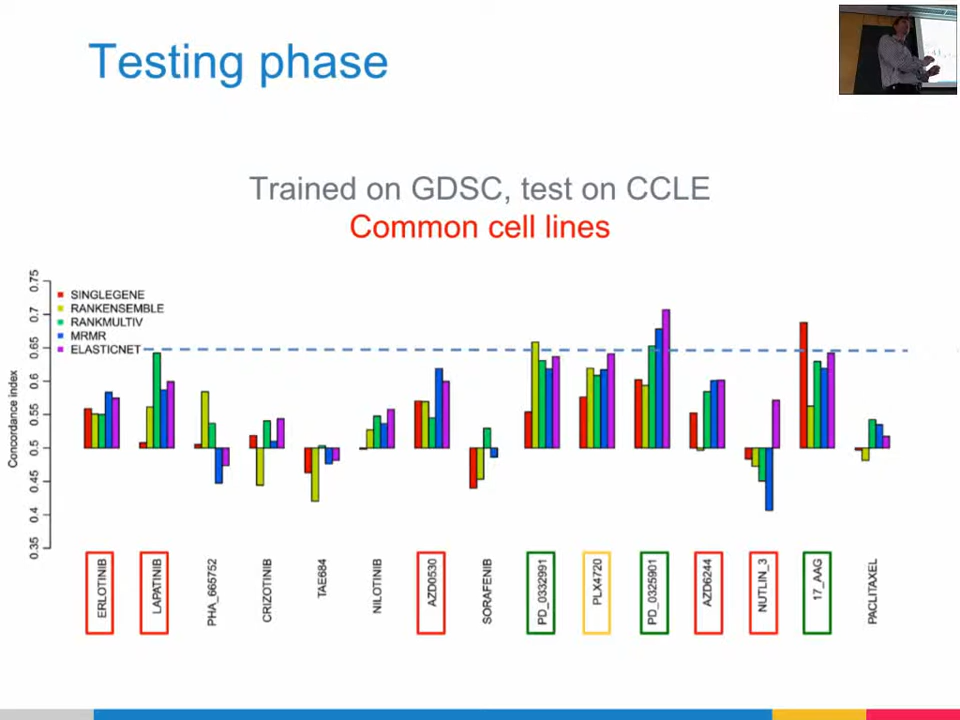 Testing phase
Trained on GDSC, test on CCLE
Common cell lines
0.75
0.7
0.65
0.6
0.55
0.5
0.45
0.4
0.35
Concordance index
SINGLEGENE
RANKENSEMBLE
RANKMULTIV
MRMR
ELASTICNET
ERLOTINIB
LAPATINIB
PHA_665752
CRIZOTINIB
TAE684
NILOTINIB
AZD0530
SORAFENIB
PD_0332991
PLX4720
PD_0325901
AZD6244
NUTLIN_3
17_AAG
PACLITAXEL